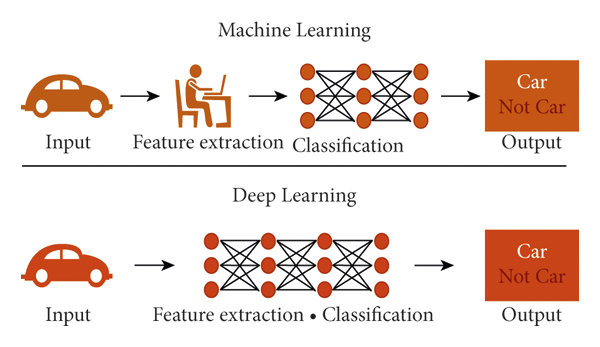 Machine Learning
Car
Not Car
Input
Feature extraction
Classification
Output
Deep Learning
Car
Not Car
Input
Feature extraction • Classification
Output